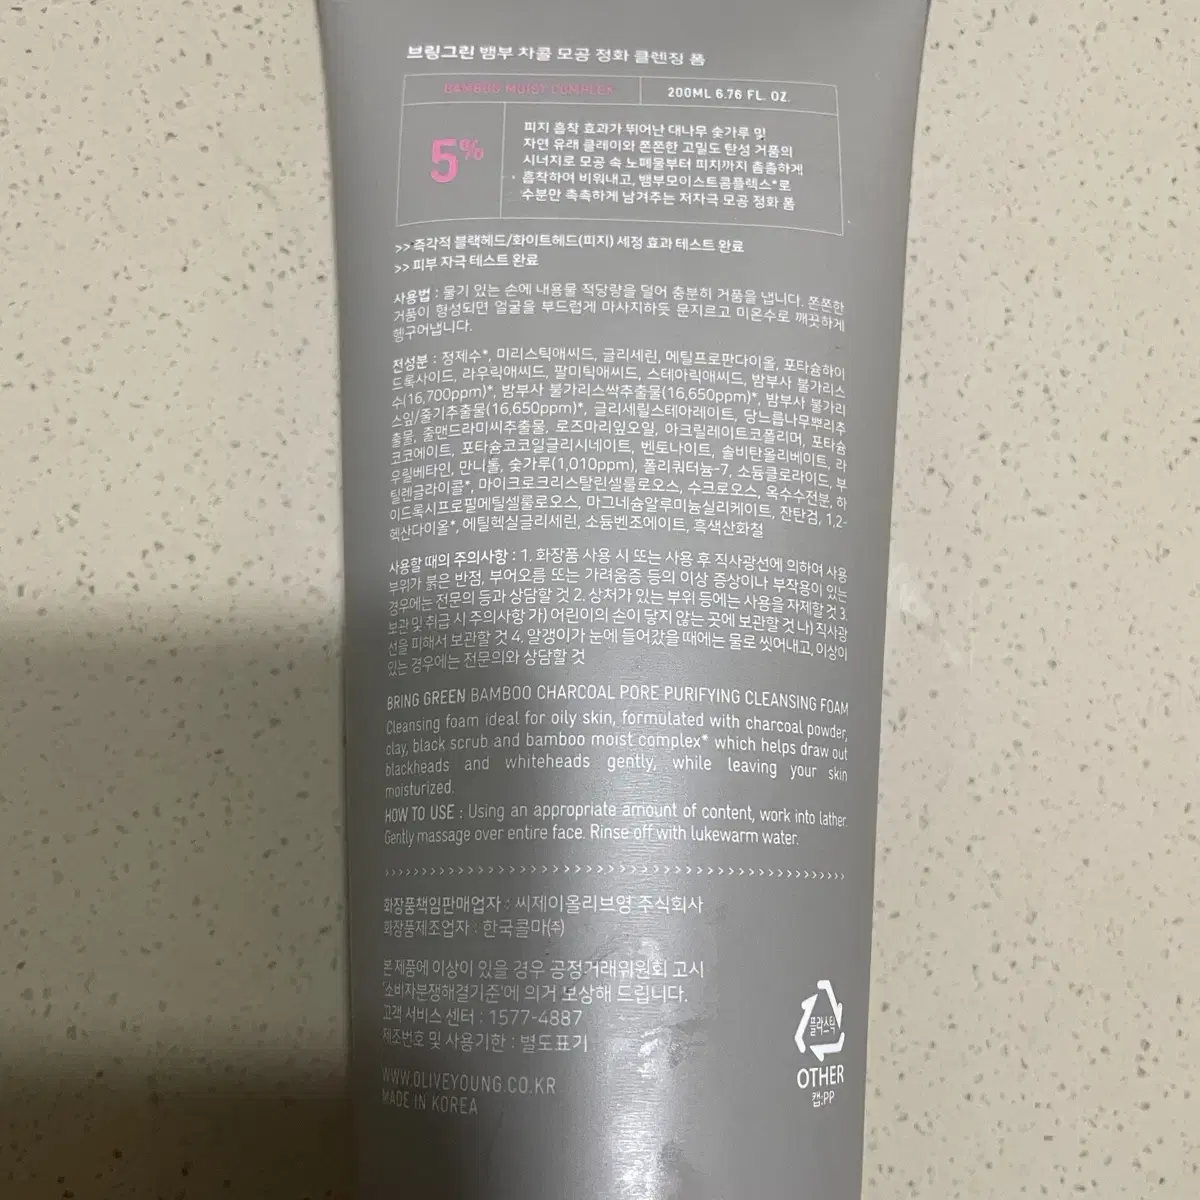 브링그린 뱀부 차콜 모공 정화 클렌징 폼
BAMBOO MOIST COMPLEX
200ML 6.76 FL. OZ.
5%
피지 흡착 효과가 뛰어난 대나무 숯가루 및
자연 유래 클레이와 쫀쫀한 고밀도 탄성 거품의
시너지로 모공 속 노폐물부터 피지까지 촘촘하게
흡착하여 비워내고, 뱀부모이스트콤플렉스*로
수분만 촉촉하게 남겨주는 저자극 모공 정화 폼
>> 즉각적 블랙헤드/화이트헤드(피지) 세정 효과 테스트 완료
>> 피부 자극 테스트 완료
사용법 : 물기 있는 손에 내용물 적당량을 덜어 충분히 거품을 냅니다. 쫀쫀한
거품이 형성되면 얼굴을 부드럽게 마사지하듯 문지르고 미온수로 깨끗하게
헹구어냅니다.
전성분 : 정제수*, 미리스틱애씨드, 글리세린, 메틸프로판다이올, 포타슘하이
드록사이드, 라우릭애씨드, 팔미틱애씨드, 스테아릭애씨드, 밤부사 불가리스
수(16,700ppm)*, 밤부사 불가리스싹추출물(16,650ppm)*, 밤부사 불가리
스잎/줄기추출물(16,650ppm)*, 글리세릴스테아레이트, 당느릅나무뿌리추
출물, 줄맨드라미씨추출물, 로즈마리잎오일, 아크릴레이트코폴리머, 포타슘
코코에이트, 포타슘코코일글리시네이트, 벤토나이트, 솔비탄올리베이트, 라
우릴베타인, 만니톨, 숯가루(1,010ppm), 폴리쿼터늄-7, 소듐클로라이드, 부
틸렌글라이콜*, 마이크로크리스탈린셀룰로오스, 수크로오스, 옥수수전분, 하
이드록시프로필메틸셀룰로오스, 마그네슘알루미늄실리케이트, 잔탄검, 1,2-
헥산다이올*, 에틸헥실글리세린, 소듐벤조에이트, 흑색산화철
사용할 때의 주의사항 : 1. 화장품 사용 시 또는 사용 후 직사광선에 의하여 사용
부위가 붉은 반점, 부어오름 또는 가려움증 등의 이상 증상이나 부작용이 있는
경우에는 전문의 등과 상담할 것 2. 상처가 있는 부위 등에는 사용을 자제할 것 3.
보관 및 취급 시 주의사항 가) 어린이의 손이 닿지 않는 곳에 보관할 것 나) 직사광
선을 피해서 보관할 것 4. 알갱이가 눈에 들어갔을 때에는 물로 씻어내고, 이상이
있는 경우에는 전문의와 상담할 것
BRING GREEN BAMBOO CHARCOAL PORE PURIFYING CLEANSING FOAM
Cleansing foam ideal for oily skin, formulated with charcoal powder,
clay, black scrub and bamboo moist complex* which helps draw out
blackheads and whiteheads gently, while leaving your skin
moisturized.
HOW TO USE : Using an appropriate amount of content, work into lather.
Gently massage over entire face. Rinse off with lukewarm water.
화장품책임판매업자 : 씨제이올리브영 주식회사
화장품제조업자 : 한국콜마(주)
본 제품에 이상이 있을 경우 공정거래위원회 고시
'소비자분쟁해결기준'에 의거 보상해 드립니다.
고객 서비스 센터 : 1577-4887
제조번호 및 사용기한 : 별도표기
WWW.OLIVEYOUNG.CO.KR
MADE IN KOREA
플라스틱
OTHER
캡:PP